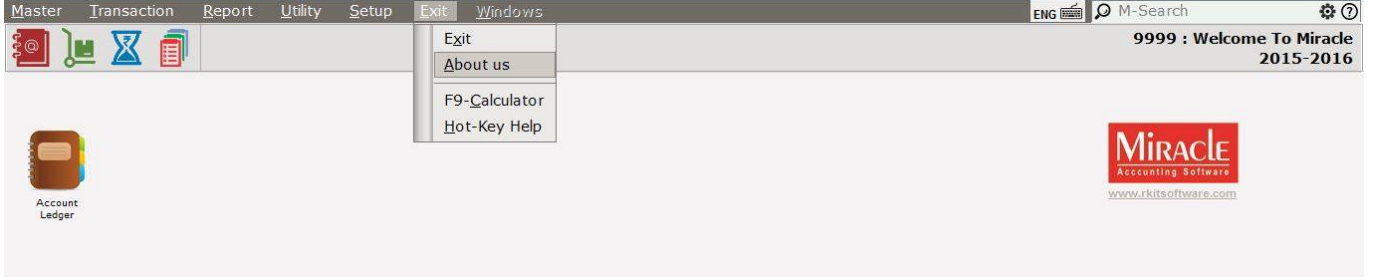 Master Transaction Report Utility Setup Exit Windows ENG M-Search
Exit
About us
F9-Calculator
Hot-Key Help
9999 : Welcome To Miracle
2015-2016
Account
Ledger
MIRACLE
Acccunting Software
www.rkitsoftware.com